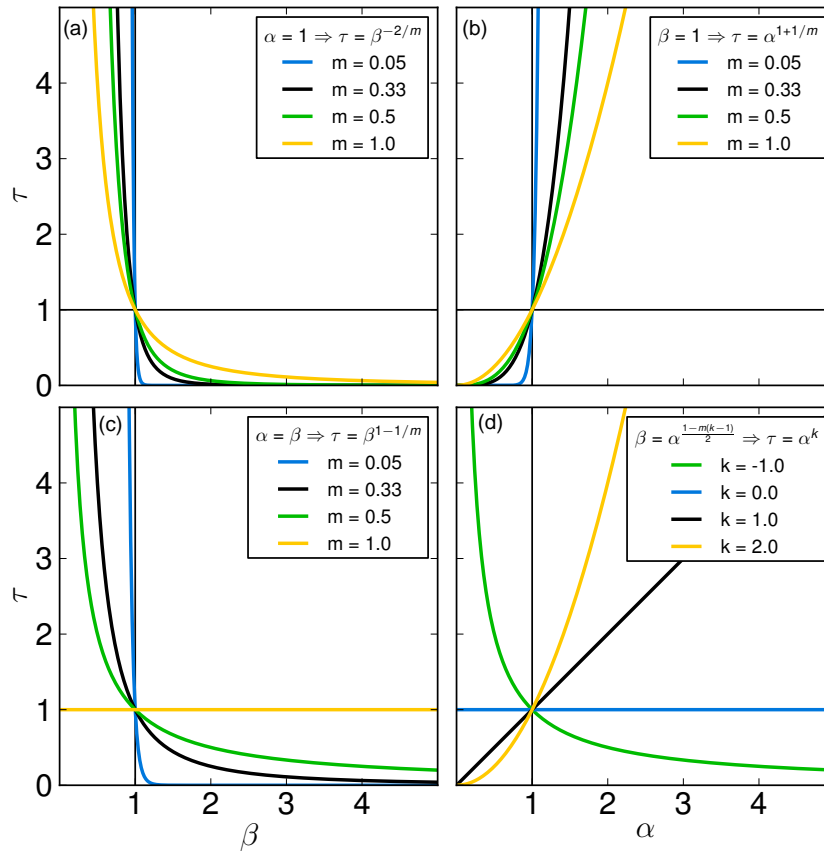 (a)
α = 1 ⇒ τ = β^{-2/m}
m = 0.05
m = 0.33
m = 0.5
m = 1.0
τ
4
3
2
1
0
(b)
β = 1 ⇒ τ = α^{1+1/m}
m = 0.05
m = 0.33
m = 0.5
m = 1.0
(c)
α = β ⇒ τ = β^{1-1/m}
m = 0.05
m = 0.33
m = 0.5
m = 1.0
τ
4
3
2
1
0
1 2 3 4
β
(d)
β = α^{\frac{1-m(k-1)}{2}} ⇒ τ = α^k
k = -1.0
k = 0.0
k = 1.0
k = 2.0
1 2 3 4
α